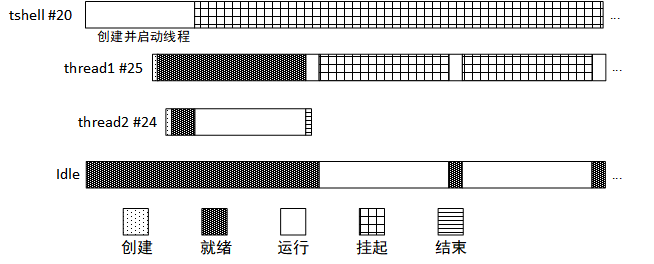 tshell #20
...
创建并启动线程
thread1 #25
...
thread2 #24
Idle
...
创建
就绪
运行
挂起
结束